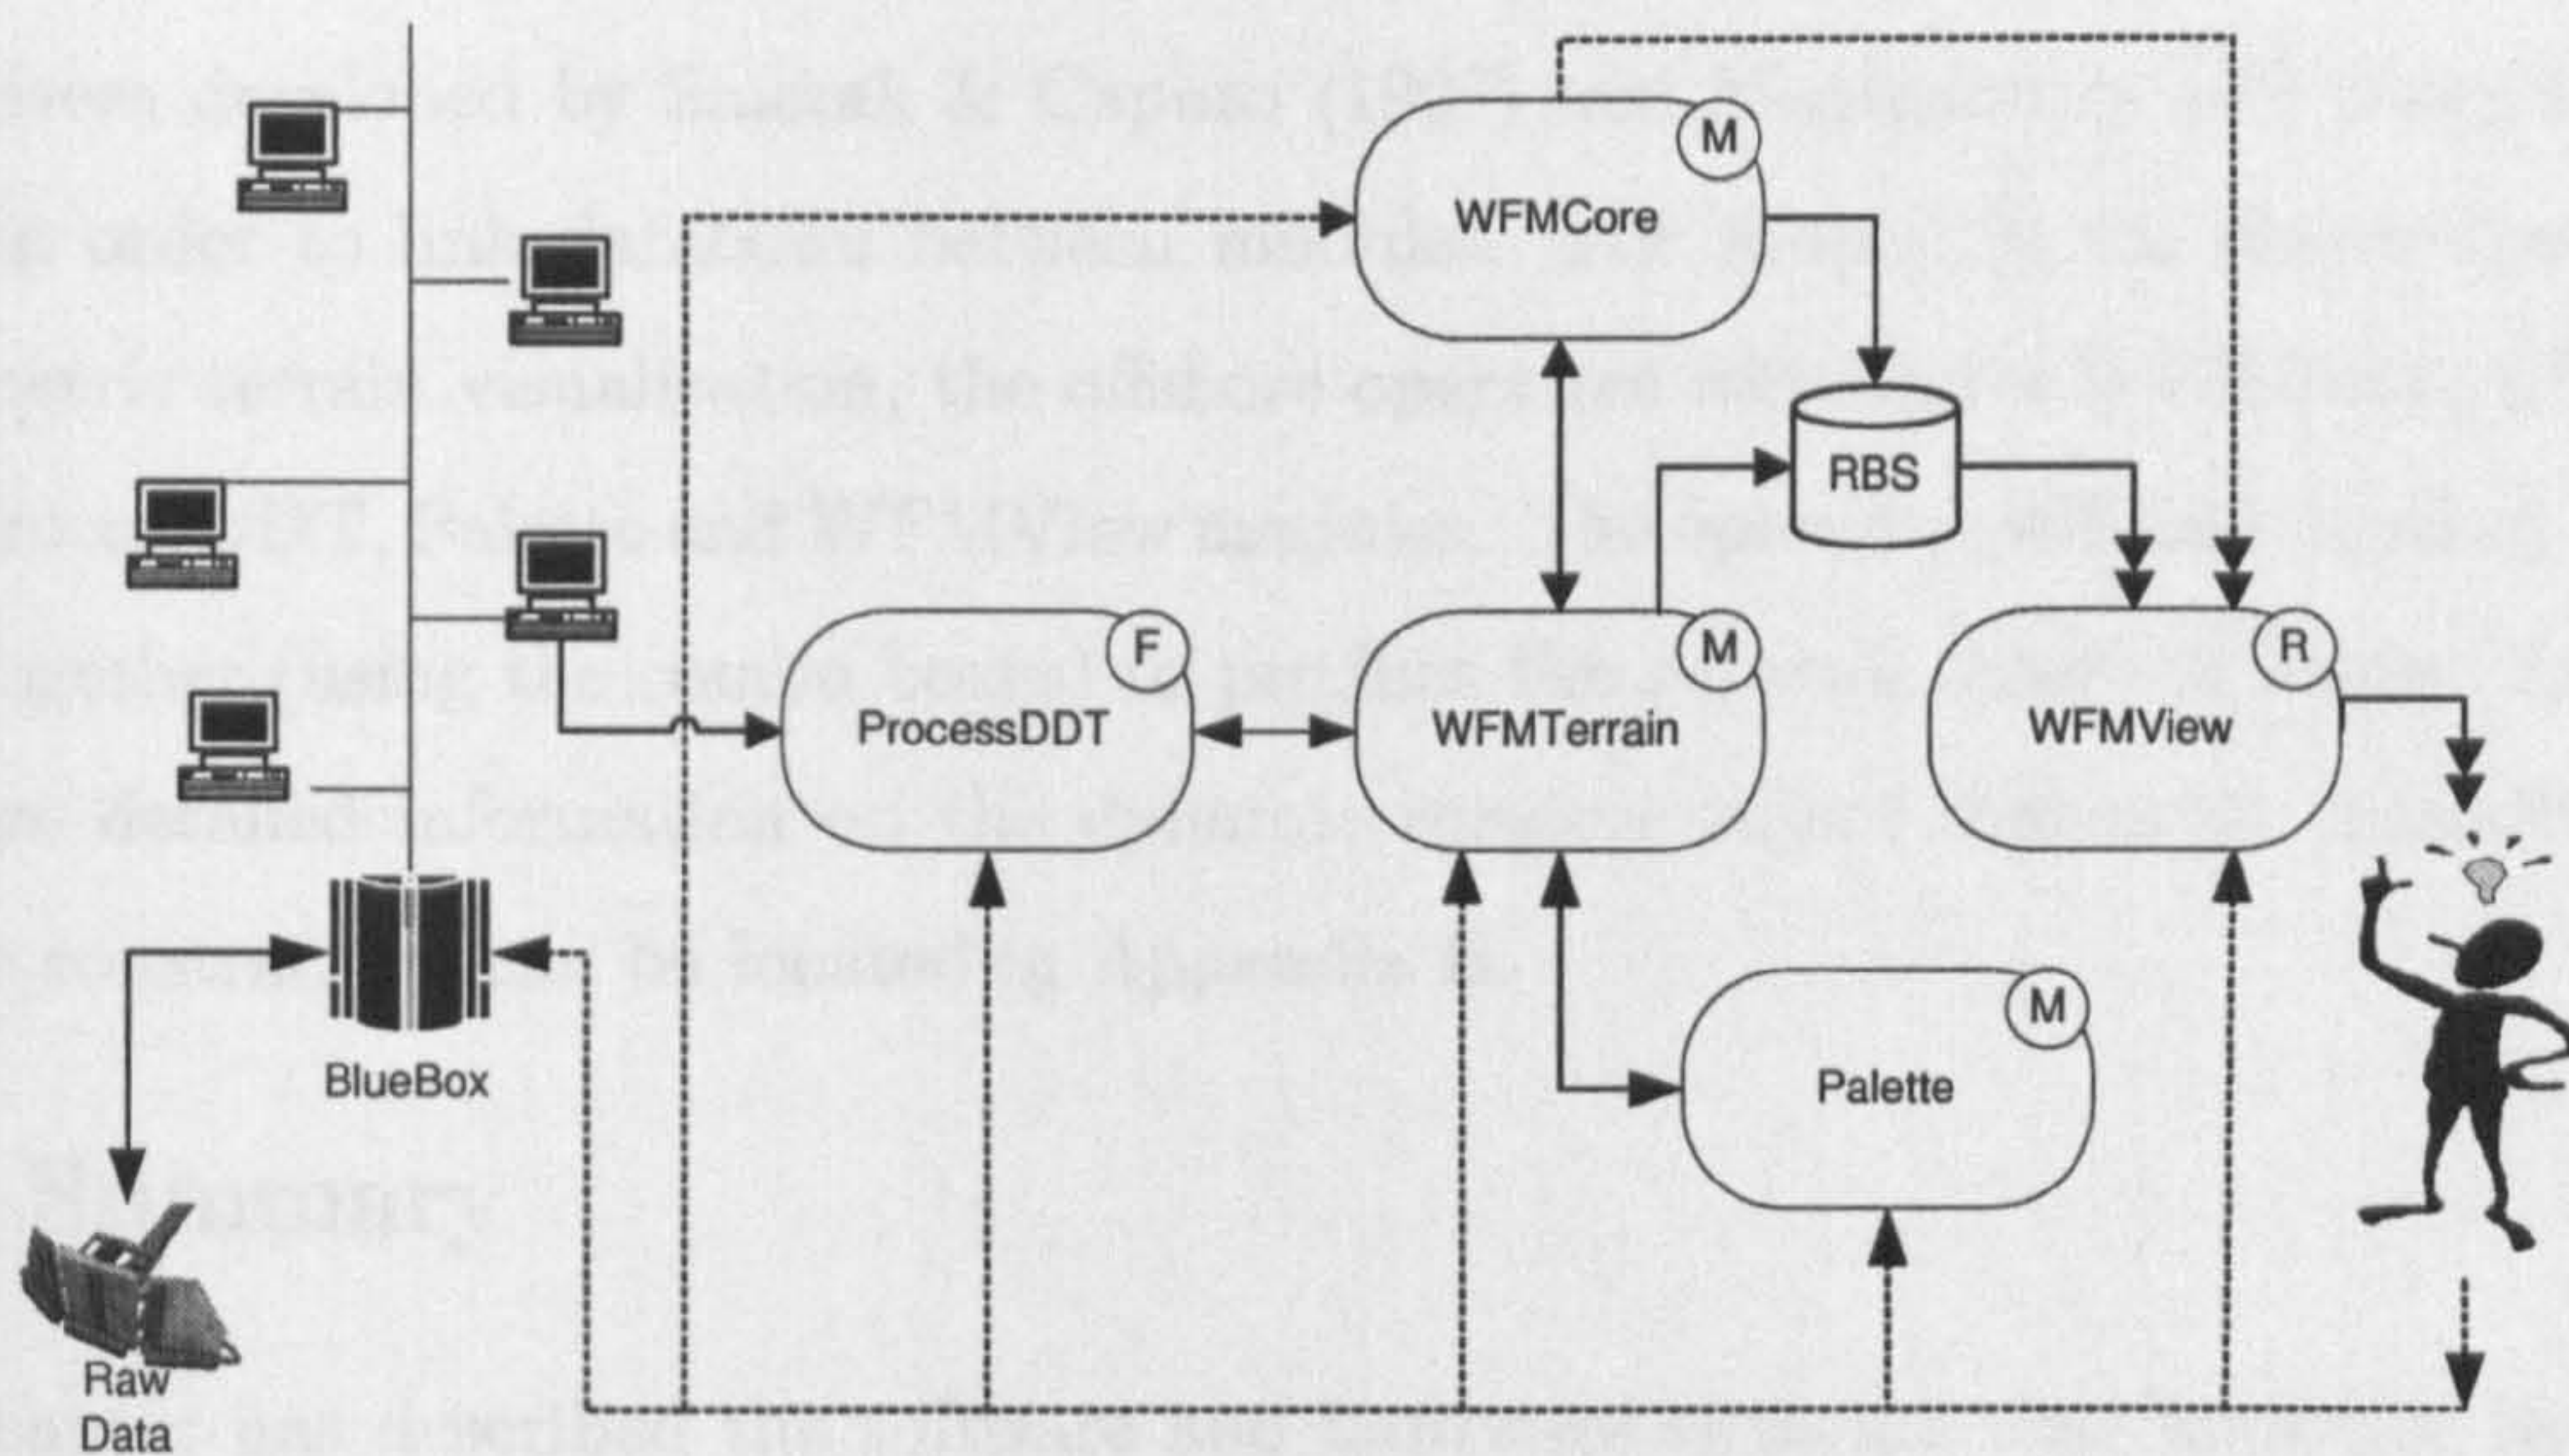 M
WFMCore
RBS
F
ProcessDDT
M
WFMTerrain
R
WFMView
BlueBox
M
Palette
Raw
Data